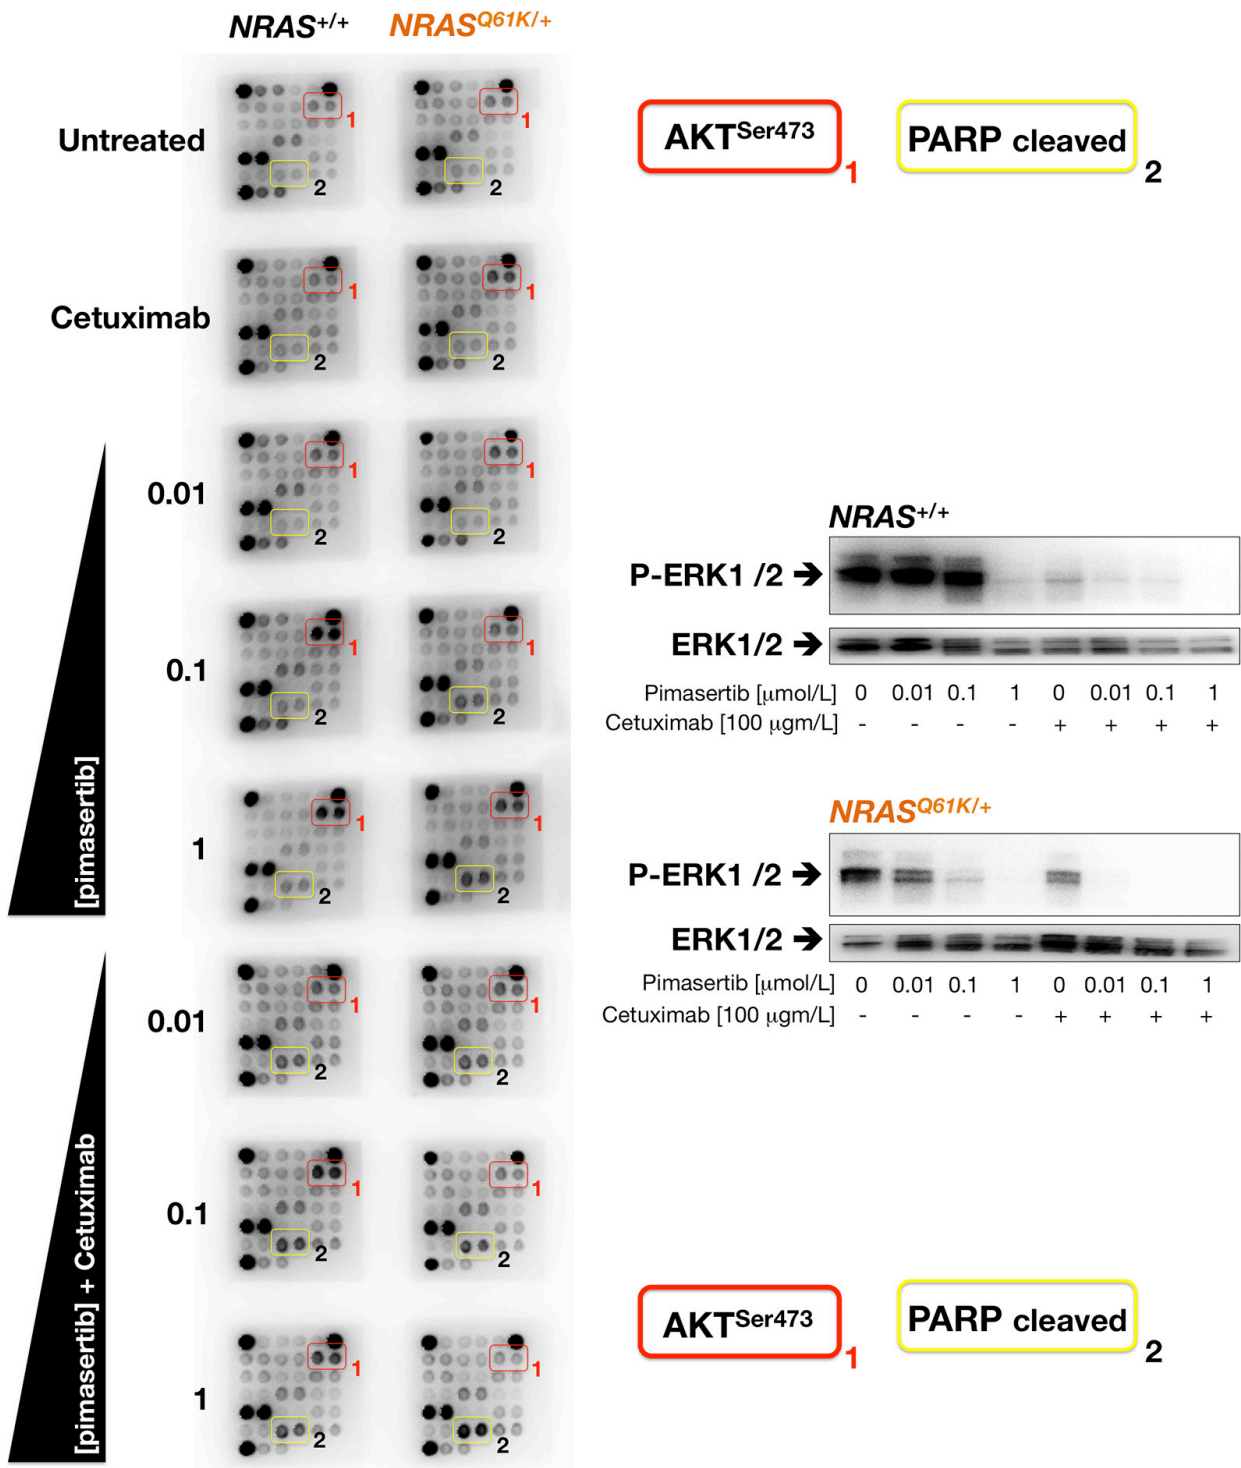 NRAS+/+ NRASQ61K/+
Untreated
1
2
1
2
AKTSer473 1
PARP cleaved 2
Cetuximab
1
2
1
2
0.01
1
2
1
2
0.1
1
2
1
2
1
1
2
1
2
[pimasertib]
0.01
1
2
1
2
0.1
1
2
1
2
1
1
2
1
2
[pimasertib] + Cetuximab
NRAS+/+
P-ERK1 /2 ➔
ERK1/2 ➔
Pimasertib [µmol/L] 0 0.01 0.1 1 0 0.01 0.1 1
Cetuximab [100 µgm/L] - - - - + + + +
NRASQ61K/+
P-ERK1 /2 ➔
ERK1/2 ➔
Pimasertib [µmol/L] 0 0.01 0.1 1 0 0.01 0.1 1
Cetuximab [100 µgm/L] - - - - + + + +
AKTSer473 1
PARP cleaved 2